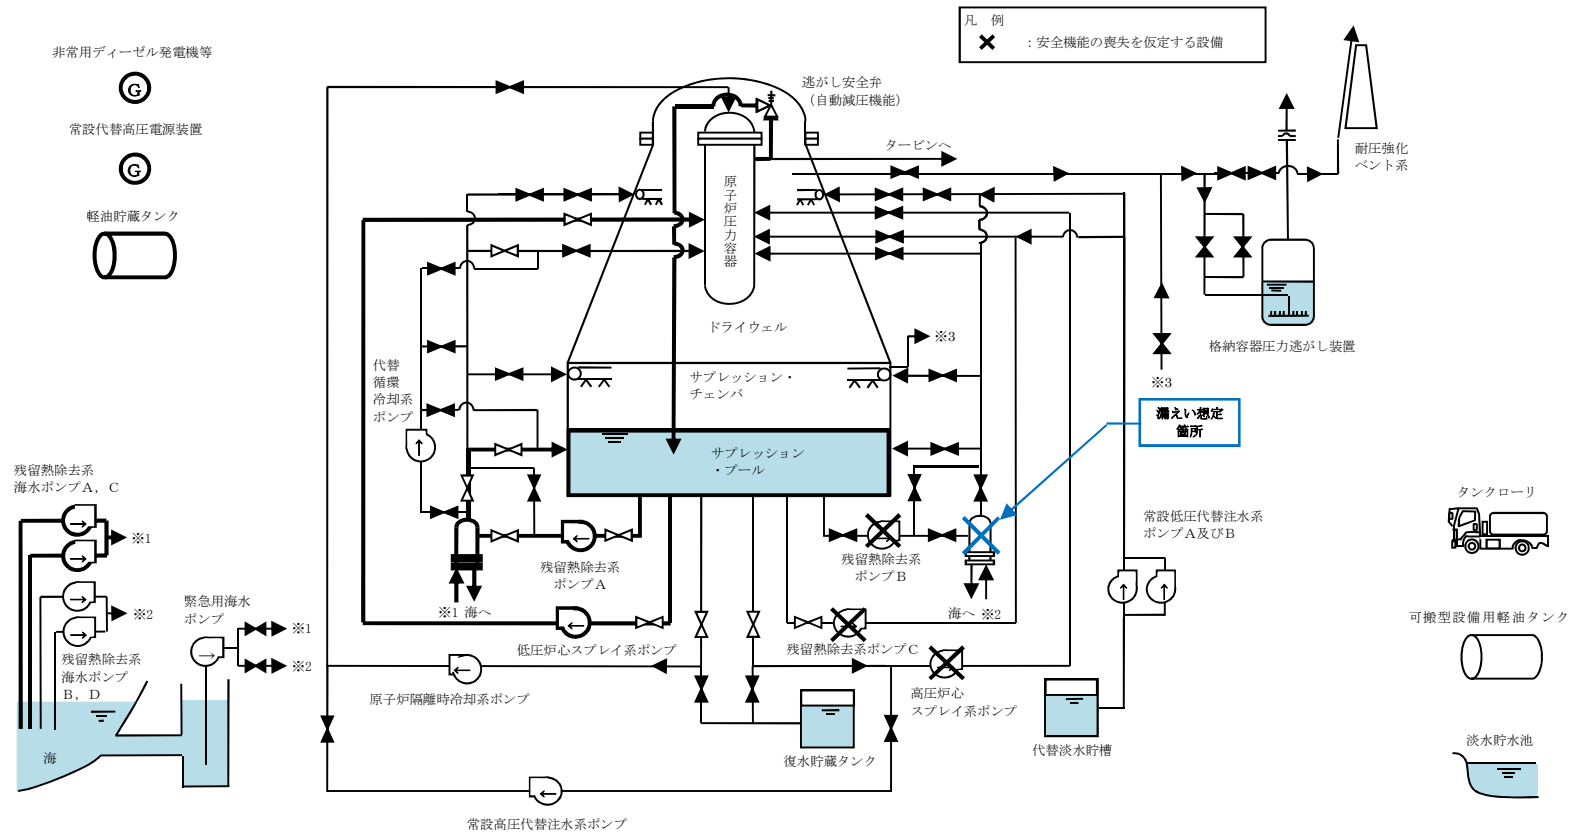 凡　例
：安全機能の喪失を仮定する設備
非常用ディーゼル発電機等
G
常設代替高圧電源装置
G
軽油貯蔵タンク
逃がし安全弁
（自動減圧機能）
タービンへ
耐圧強化
ベント系
原子炉圧力容器
ドライウェル
※3
格納容器圧力逃がし装置
※3
代替
循環
冷却系
ポンプ
サプレッション・
チェンバ
漏えい想定
箇所
サプレッション
・プール
残留熱除去系
海水ポンプA，C
※1
※2
残留熱除去系
海水ポンプ
B，D
緊急用海水
ポンプ
※1
※2
海
※1 海へ
残留熱除去系
ポンプA
低圧炉心スプレイ系ポンプ
原子炉隔離時冷却系ポンプ
常設高圧代替注水系ポンプ
残留熱除去系
ポンプB
海へ ※2
残留熱除去系ポンプC
高圧炉心
スプレイ系ポンプ
復水貯蔵タンク
常設低圧代替注水系
ポンプA及びB
代替淡水貯槽
タンクローリ
可搬型設備用軽油タンク
淡水貯水池